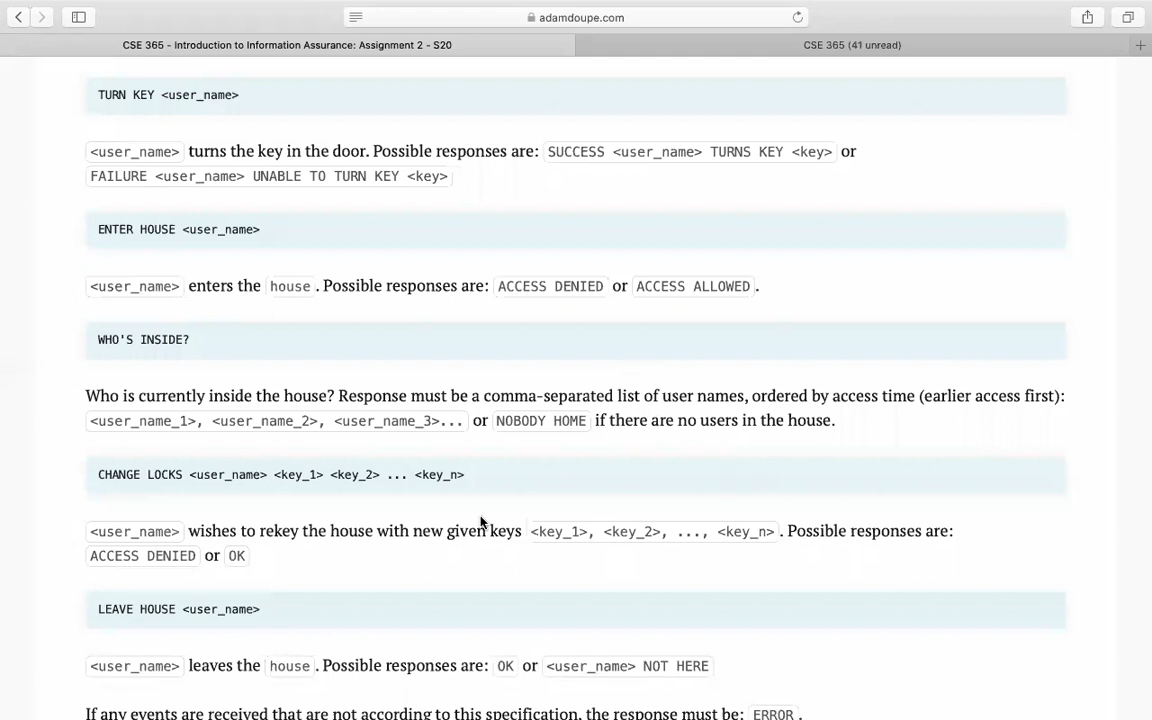 adamdoupe.com
CSE 365 - Introduction to Information Assurance: Assignment 2 - S20
CSE 365 (41 unread)
TURN KEY <user_name>
<user_name> turns the key in the door. Possible responses are: SUCCESS <user_name> TURNS KEY <key> or
FAILURE <user_name> UNABLE TO TURN KEY <key>
ENTER HOUSE <user_name>
<user_name> enters the house. Possible responses are: ACCESS DENIED or ACCESS ALLOWED.
WHO'S INSIDE?
Who is currently inside the house? Response must be a comma-separated list of user names, ordered by access time (earlier access first):
<user_name_1>, <user_name_2>, <user_name_3>... or NOBODY HOME if there are no users in the house.
CHANGE LOCKS <user_name> <key_1> <key_2> ... <key_n>
<user_name> wishes to rekey the house with new given keys <key_1>, <key_2>, ..., <key_n>. Possible responses are:
ACCESS DENIED or OK
LEAVE HOUSE <user_name>
<user_name> leaves the house. Possible responses are: OK or <user_name> NOT HERE
If any events are received that are not according to this specification, the response must be: ERROR.